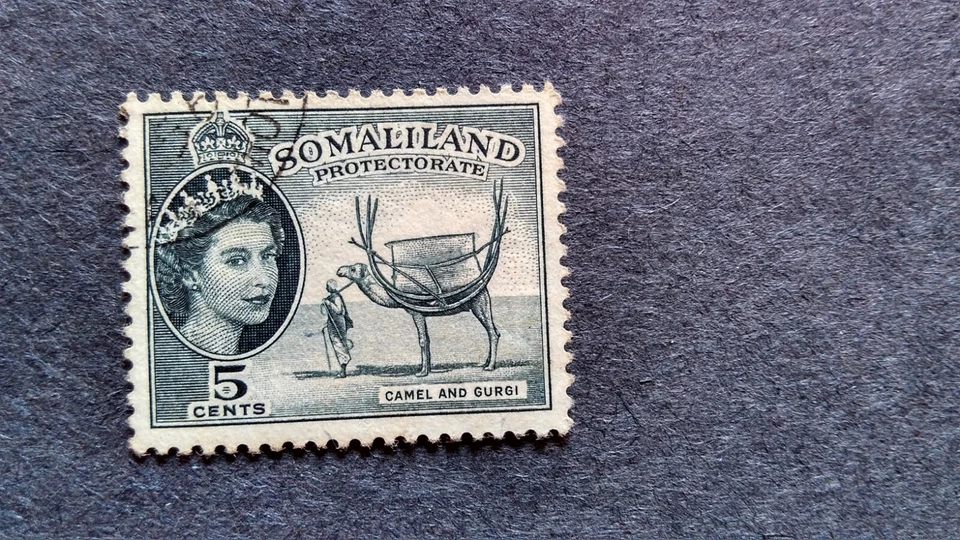 SOMALILAND
PROTECTORATE
5
CENTS
CAMEL AND GURGI